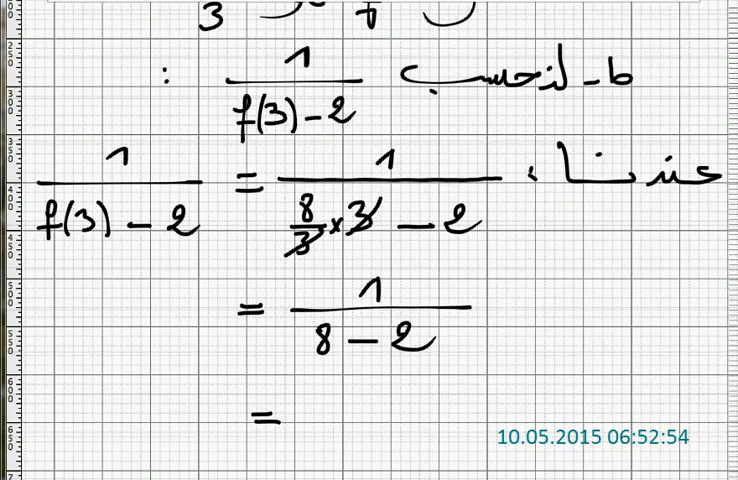 b - لنحسب 1/(f(3) - 2) :
عندنا ، 1/(f(3) - 2) = 1/(8/3 × 3 - 2)
= 1/(8 - 2)
=
10.05.2015 06:52:54